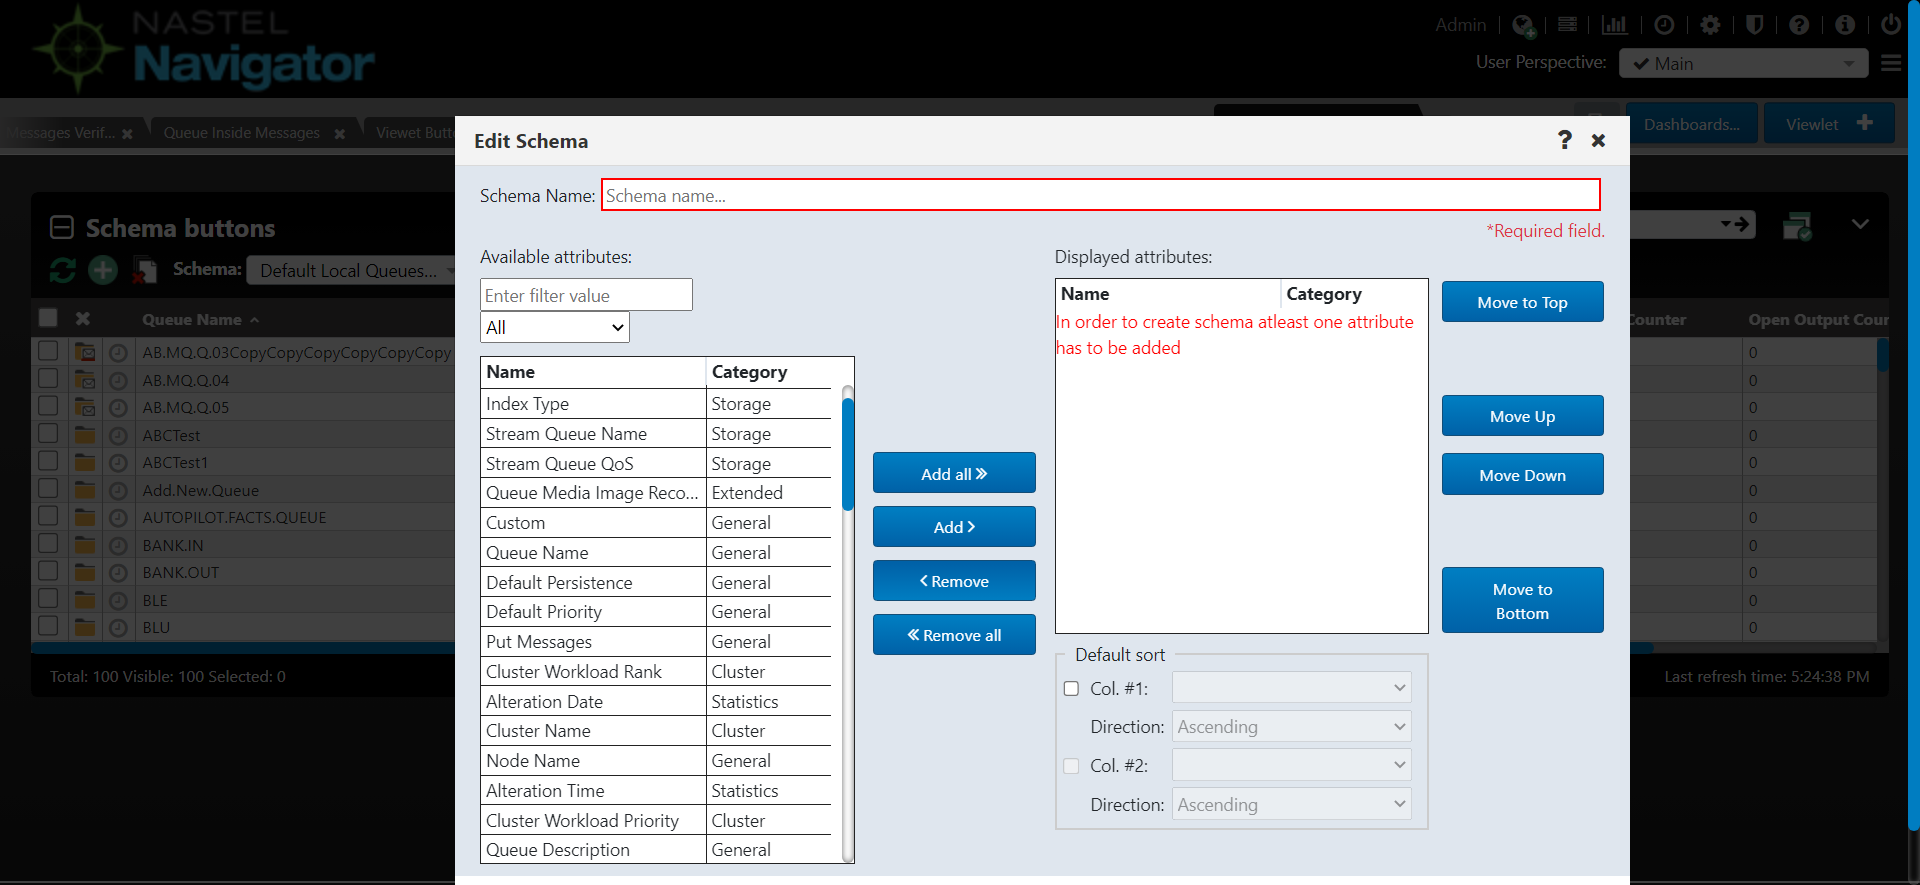 NASTEL
Navigator
Admin
User Perspective:
Main
Messages Verif...
Queue Inside Messages
Viewet Butt
Dashboards...
Viewlet
Edit Schema
?
Schema Name:
Schema name...
*Required field.
Schema buttons
Schema:
Default Local Queues...
Available attributes:
Enter filter value
All
Displayed attributes:
Name
Category
In order to create schema atleast one attribute
has to be added
Move to Top
Move Up
Move Down
Move to
Bottom
Name
Category
Index Type
Storage
Stream Queue Name
Storage
Stream Queue QoS
Storage
Queue Media Image Reco...
Extended
Custom
General
Queue Name
General
Default Persistence
General
Default Priority
General
Put Messages
General
Cluster Workload Rank
Cluster
Alteration Date
Statistics
Cluster Name
Cluster
Node Name
General
Alteration Time
Statistics
Cluster Workload Priority
Cluster
Queue Description
General
Add all
Add
Remove
Remove all
Default sort
Col. #1:
Direction:
Ascending
Col. #2:
Direction:
Ascending
Queue Name
Counter
Open Output Cour
AB.MQ.Q.03CopyCopyCopyCopyCopyCopy
0
AB.MQ.Q.04
0
AB.MQ.Q.05
0
ABCTest
0
ABCTest1
0
Add.New.Queue
0
AUTOPILOT.FACTS.QUEUE
0
BANK.IN
0
BANK.OUT
0
BLE
0
BLU
0
Total: 100 Visible: 100 Selected: 0
Last refresh time: 5:24:38 PM